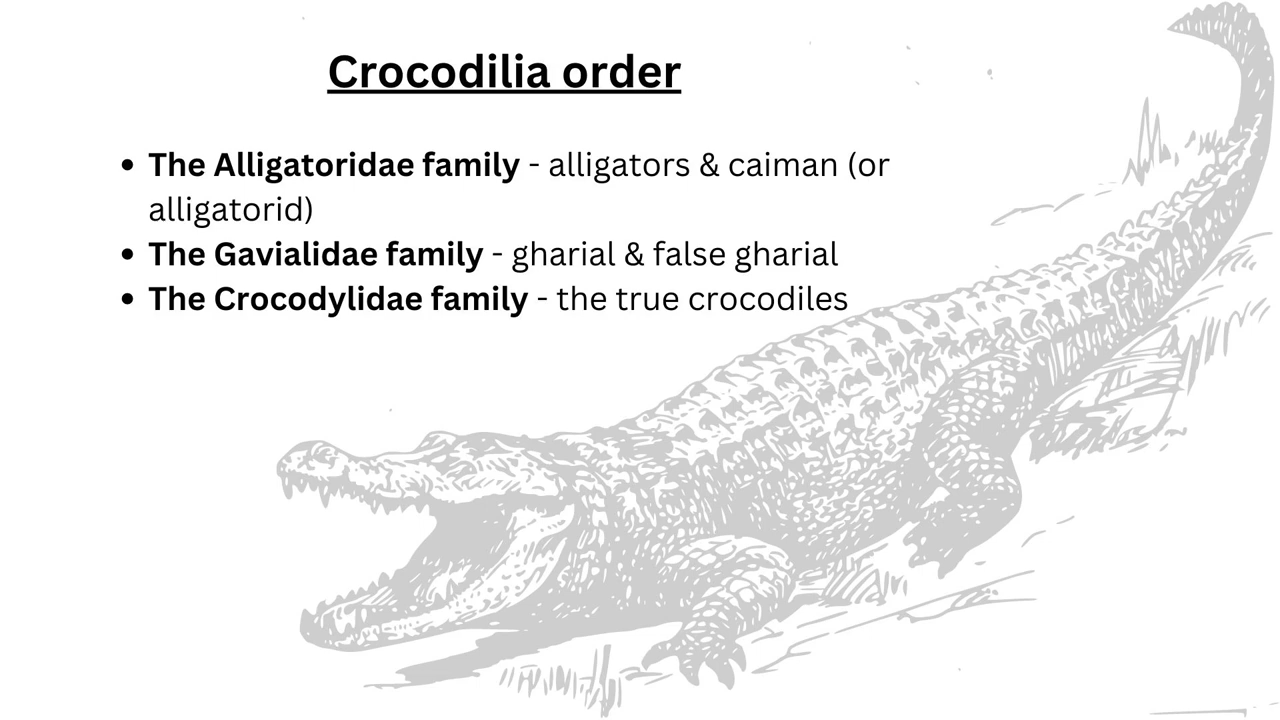 Crocodilia order
• The Alligatoridae family - alligators & caiman (or
alligatorid)
• The Gavialidae family - gharial & false gharial
• The Crocodylidae family - the true crocodiles